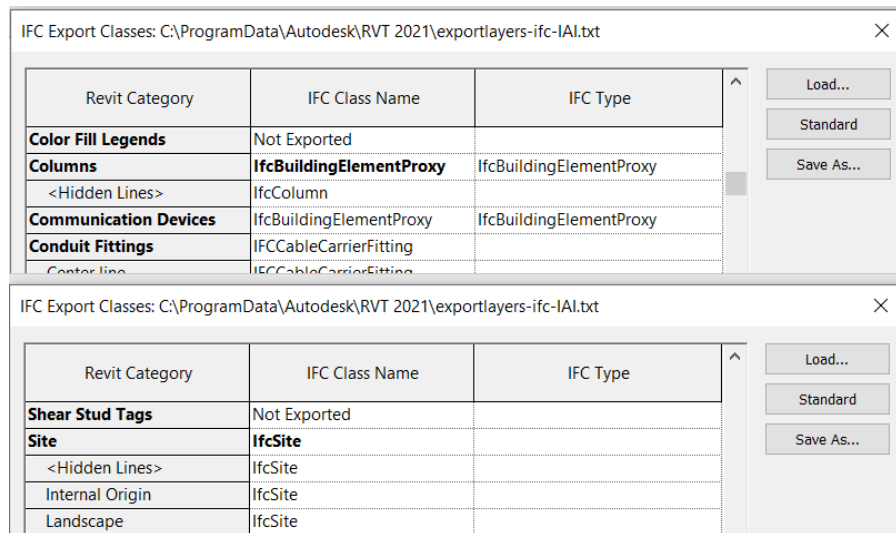 IFC Export Classes: C:\ProgramData\Autodesk\RVT 2021\exportlayers-ifc-IAI.txt
Revit Category IFC Class Name IFC Type Load...
Standard
Color Fill Legends Not Exported
Columns IfcBuildingElementProxy IfcBuildingElementProxy Save As...
<Hidden Lines> IfcColumn
Communication Devices IfcBuildingElementProxy IfcBuildingElementProxy
Conduit Fittings IFCCableCarrierFitting
Center line IFCCableCarrierFitting
IFC Export Classes: C:\ProgramData\Autodesk\RVT 2021\exportlayers-ifc-IAI.txt
Revit Category IFC Class Name IFC Type Load...
Standard
Shear Stud Tags Not Exported
Site IfcSite Save As...
<Hidden Lines> IfcSite
Internal Origin IfcSite
Landscape IfcSite